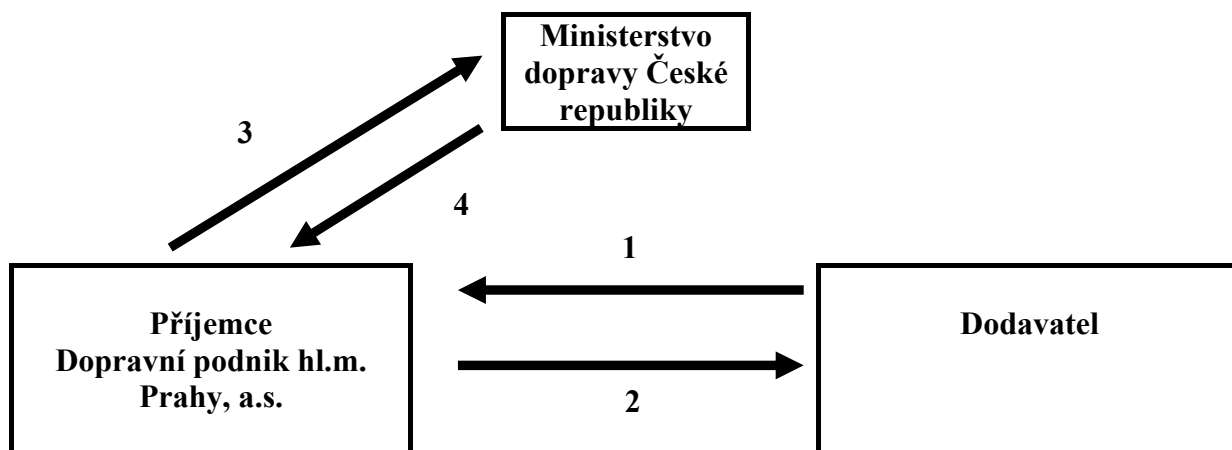 Ministerstvo
dopravy České
republiky
3
4
1
Příjemce
Dopravní podnik hl.m.
Prahy, a.s.
Dodavatel
2